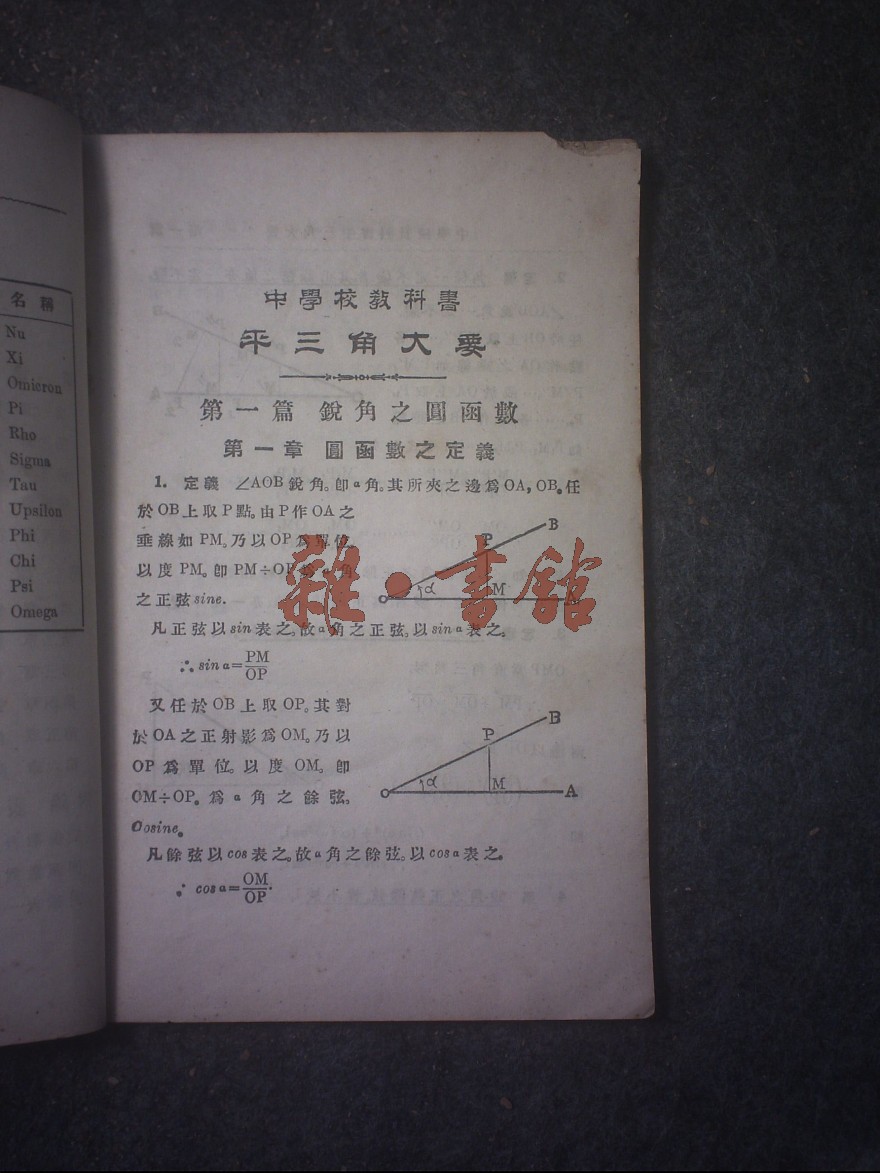 名稱
Nu
Xi
Omicron
Pi
Rho
Sigma
Tau
Upsilon
Phi
Chi
Psi
Omega
中學校教科書
平三角大要
第一篇 銳角之圓函數
第一章 圓函數之定義
1. 定義 ∠AOB銳角。卽α角。其所夾之邊爲OA,OB。任
於OB上取P點。由P作OA之
垂線如PM。乃以OP爲單位。
以度PM。卽PM÷OP爲α角
之正弦sine.
B
P
O
α
M
凡正弦以sin表之。故α角之正弦。以sin α表之。
∴ sin α=PM/OP
又任於OB上取OP。其對
於OA之正射影爲OM。乃以
OP爲單位。以度OM。卽
OM÷OP。爲α角之餘弦。
Cosine。
B
P
O
α
M
A
凡餘弦以cos表之。故α角之餘弦。以cos α表之。
∴ cos α=OM/OP.
雜·書館